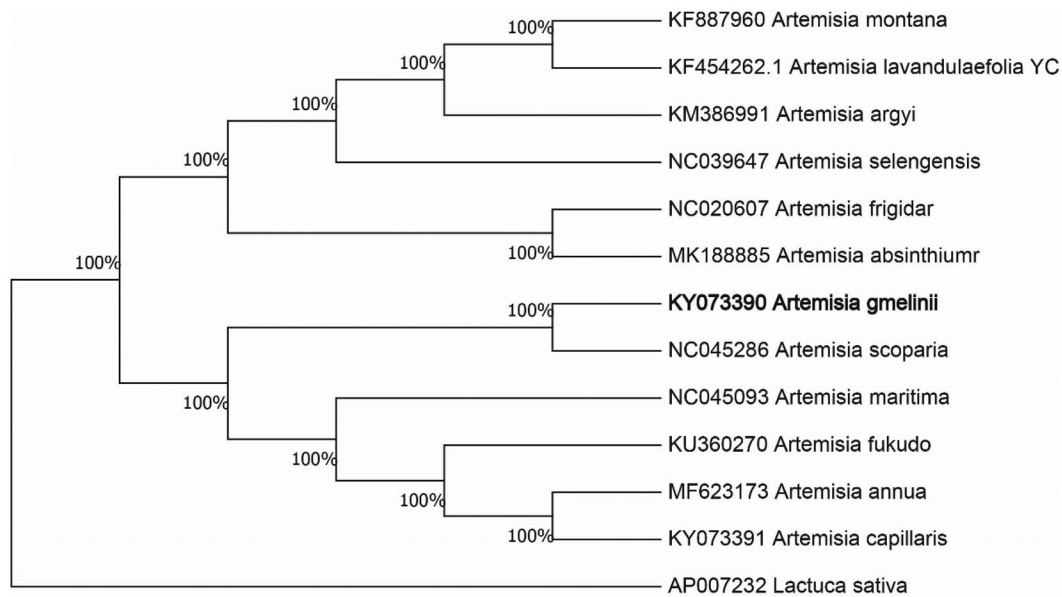 KF887960 Artemisia montana
100%
KF454262.1 Artemisia lavandulaefolia YC
100%
KM386991 Artemisia argyi
100%
NC039647 Artemisia selengensis
100%
NC020607 Artemisia frigidar
100%
MK188885 Artemisia absinthiumr
100%
KY073390 Artemisia gmelinii
100%
NC045286 Artemisia scoparia
100%
NC045093 Artemisia maritima
100%
KU360270 Artemisia fukudo
100%
MF623173 Artemisia annua
100%
KY073391 Artemisia capillaris
AP007232 Lactuca sativa